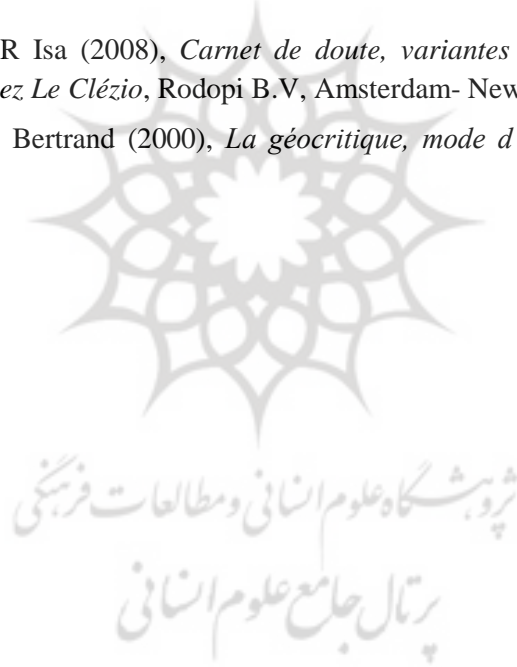 R Isa (2008), Carnet de doute, variantes
ez Le Clézio, Rodopi B.V, Amsterdam- New
Bertrand (2000), La géocritique, mode d
پژوهشگاه علوم انسانی و مطالعات فرهنگی
پرتال جامع علوم انسانی